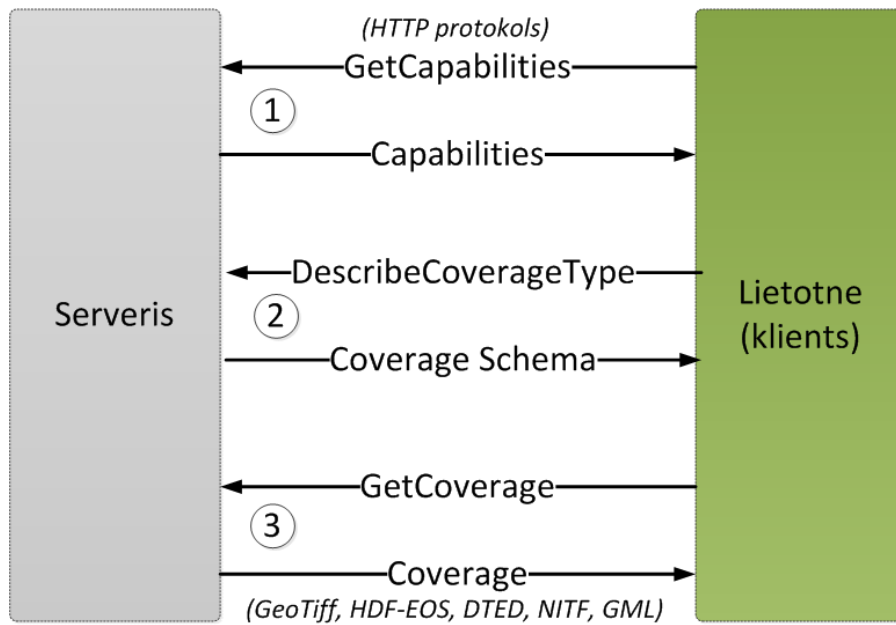 (HTTP protokols)
GetCapabilities
1
Capabilities
DescribeCoverageType
Serveris
2
Lietotne
(klients)
Coverage Schema
GetCoverage
3
Coverage
(GeoTiff, HDF-EOS, DTED, NITF, GML)